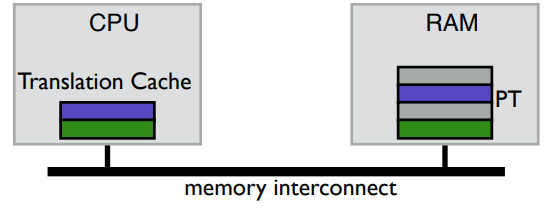 CPU
RAM
Translation Cache
PT
memory interconnect